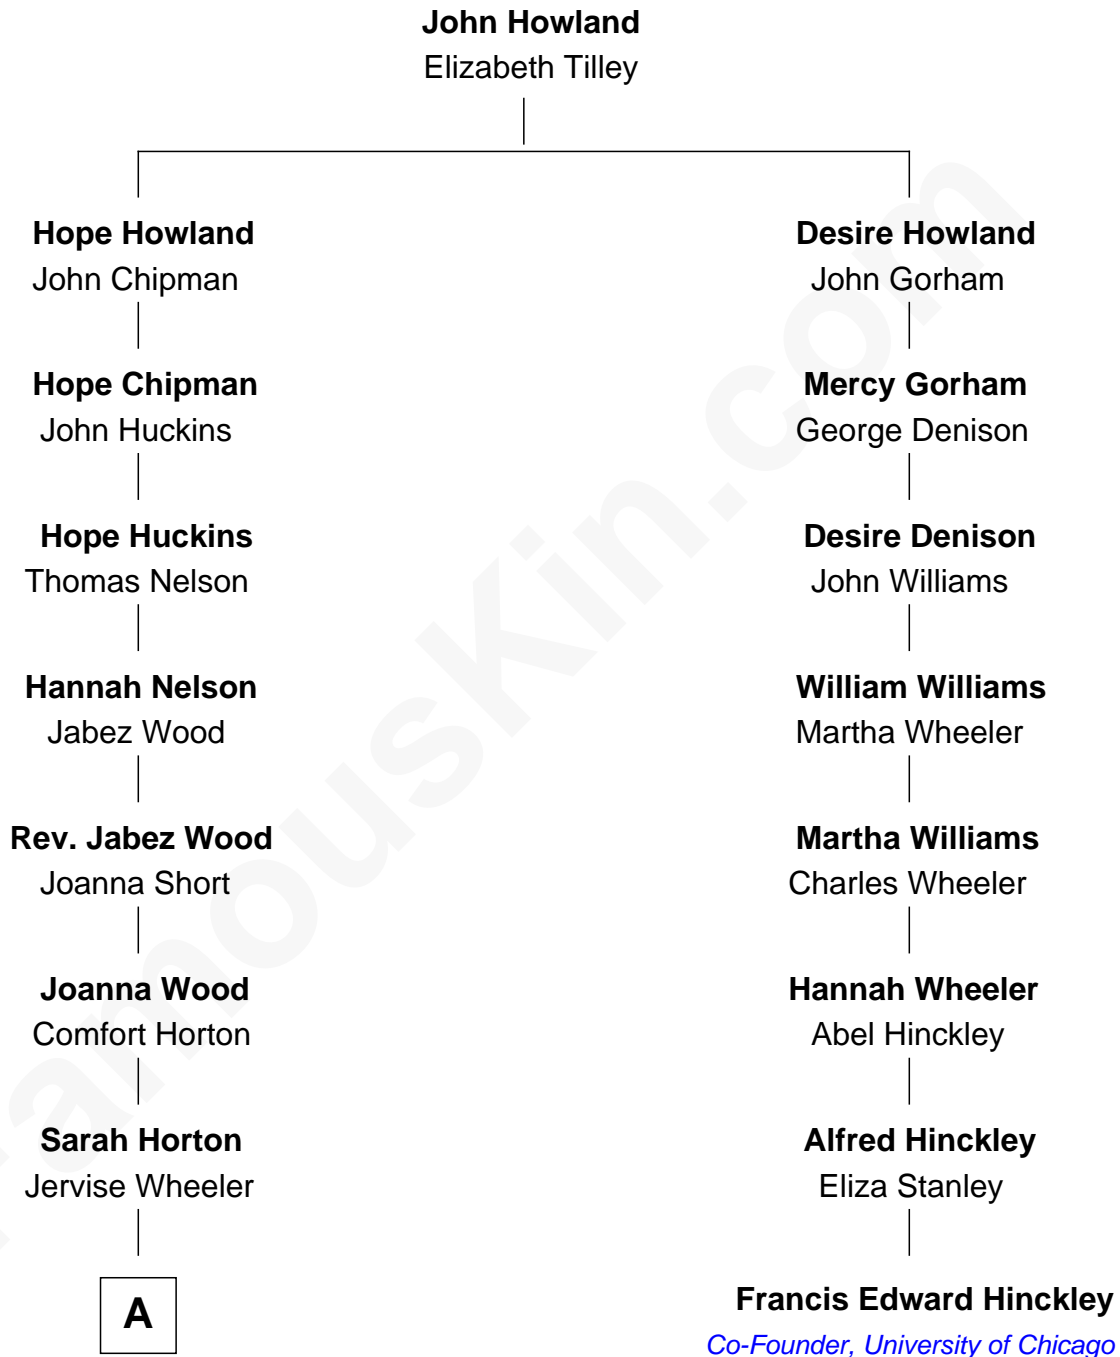 John Howland
Elizabeth Tilley
Hope Howland
John Chipman
Desire Howland
John Gorham
Hope Chipman
John Huckins
Mercy Gorham
George Denison
Hope Huckins
Thomas Nelson
Desire Denison
John Williams
Hannah Nelson
Jabez Wood
William Williams
Martha Wheeler
Rev. Jabez Wood
Joanna Short
Martha Williams
Charles Wheeler
Joanna Wood
Comfort Horton
Hannah Wheeler
Abel Hinckley
Sarah Horton
Jervise Wheeler
Alfred Hinckley
Eliza Stanley
A
Francis Edward Hinckley
Co-Founder, University of Chicago
FamousKin.com